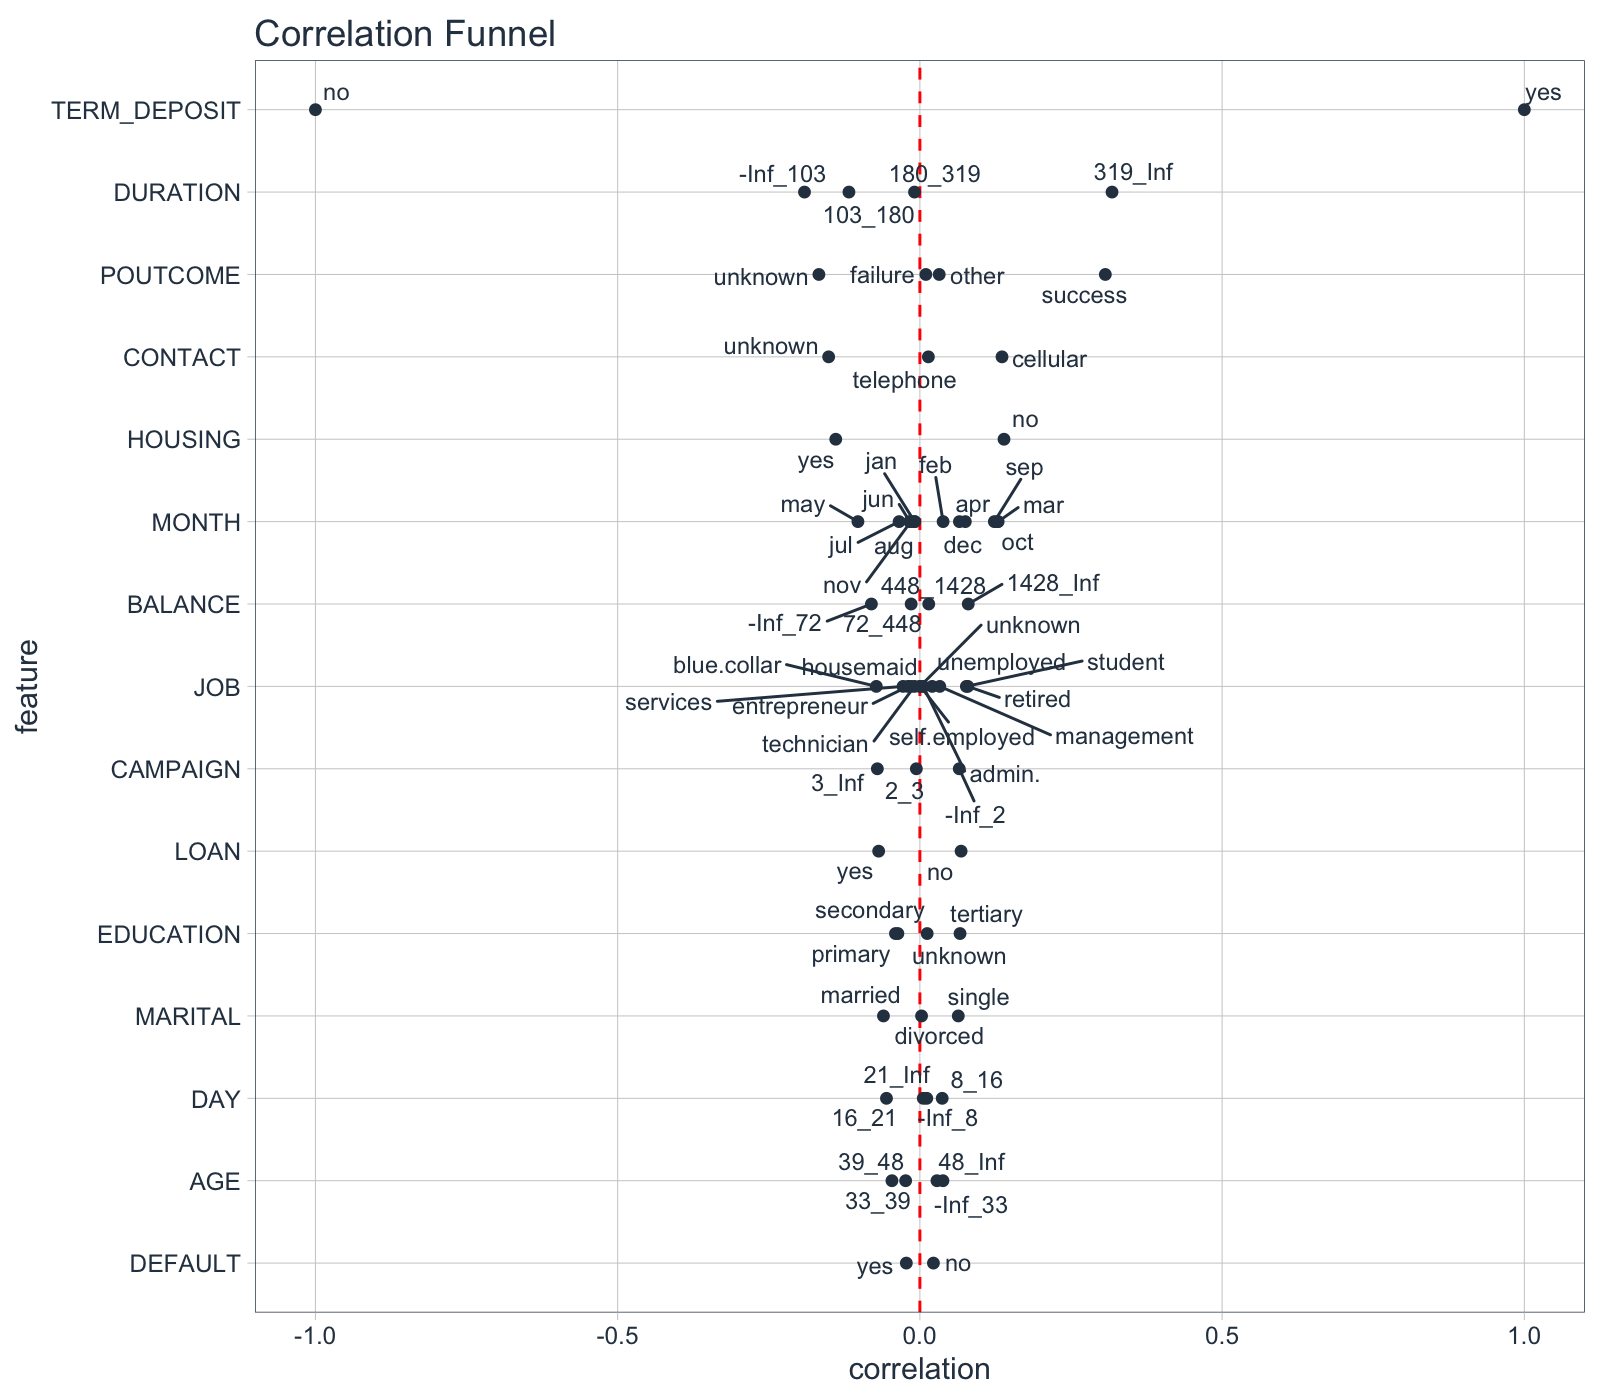 Correlation Funnel
TERM_DEPOSIT
no
yes
DURATION
-Inf_103
103_180
180_319
319_Inf
POUTCOME
unknown
failure
other
success
CONTACT
unknown
telephone
cellular
HOUSING
yes
no
MONTH
may
jul
jan
jun
nov
aug
feb
apr
dec
sep
mar
oct
BALANCE
-Inf_72
72_448
448_1428
1428_Inf
JOB
blue.collar
services
housemaid
entrepreneur
technician
unknown
unemployed
student
retired
management
self.employed
admin.
CAMPAIGN
3_Inf
2_3
-Inf_2
LOAN
yes
no
EDUCATION
secondary
primary
tertiary
unknown
MARITAL
married
divorced
single
DAY
21_Inf
16_21
8_16
-Inf_8
AGE
39_48
33_39
48_Inf
-Inf_33
DEFAULT
yes
no
feature
-1.0
-0.5
0.0
0.5
1.0
correlation